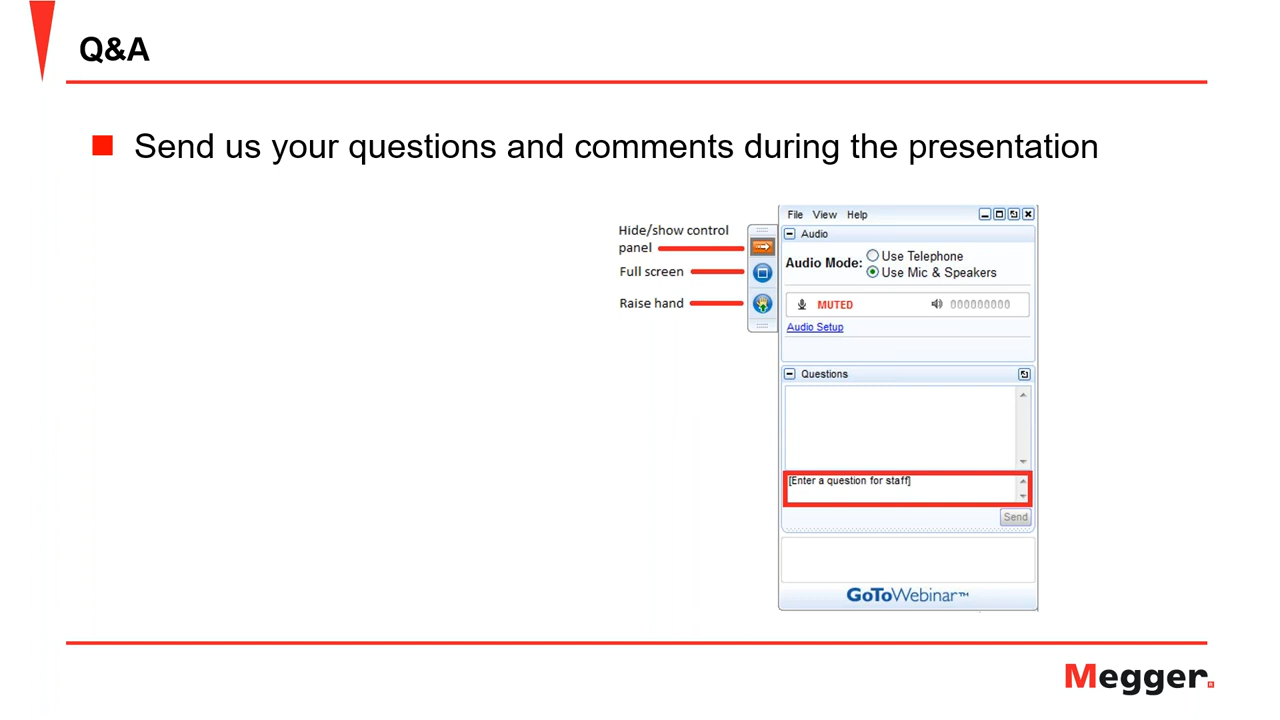 Q&A
Send us your questions and comments during the presentation
Hide/show control
panel
Full screen
Raise hand
File View Help
Audio
Audio Mode:
Use Telephone
Use Mic & Speakers
MUTED
000000000
Audio Setup
Questions
[Enter a question for staff]
Send
GoToWebinar™
Megger.